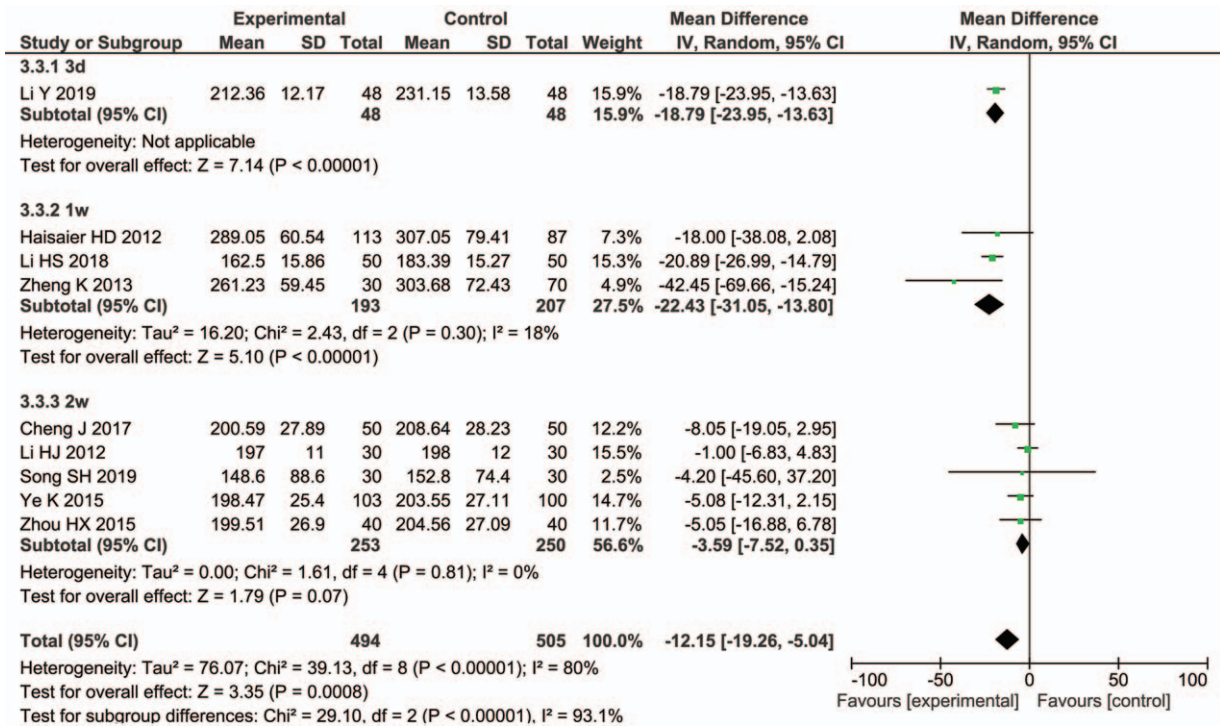 Experimental Control Mean Difference Mean Difference
Study or Subgroup Mean SD Total Mean SD Total Weight IV, Random, 95% CI IV, Random, 95% CI
3.3.1 3d
Li Y 2019 212.36 12.17 48 231.15 13.58 48 15.9% -18.79 [-23.95, -13.63]
Subtotal (95% CI) 48 48 15.9% -18.79 [-23.95, -13.63]
Heterogeneity: Not applicable
Test for overall effect: Z = 7.14 (P < 0.00001)
3.3.2 1w
Haisaier HD 2012 289.05 60.54 113 307.05 79.41 87 7.3% -18.00 [-38.08, 2.08]
Li HS 2018 162.5 15.86 50 183.39 15.27 50 15.3% -20.89 [-26.99, -14.79]
Zheng K 2013 261.23 59.45 30 303.68 72.43 70 4.9% -42.45 [-69.66, -15.24]
Subtotal (95% CI) 193 207 27.5% -22.43 [-31.05, -13.80]
Heterogeneity: Tau² = 16.20; Chi² = 2.43, df = 2 (P = 0.30); I² = 18%
Test for overall effect: Z = 5.10 (P < 0.00001)
3.3.3 2w
Cheng J 2017 200.59 27.89 50 208.64 28.23 50 12.2% -8.05 [-19.05, 2.95]
Li HJ 2012 197 11 30 198 12 30 15.5% -1.00 [-6.83, 4.83]
Song SH 2019 148.6 88.6 30 152.8 74.4 30 2.5% -4.20 [-45.60, 37.20]
Ye K 2015 198.47 25.4 103 203.55 27.11 100 14.7% -5.08 [-12.31, 2.15]
Zhou HX 2015 199.51 26.9 40 204.56 27.09 40 11.7% -5.05 [-16.88, 6.78]
Subtotal (95% CI) 253 250 56.6% -3.59 [-7.52, 0.35]
Heterogeneity: Tau² = 0.00; Chi² = 1.61, df = 4 (P = 0.81); I² = 0%
Test for overall effect: Z = 1.79 (P = 0.07)
Total (95% CI) 494 505 100.0% -12.15 [-19.26, -5.04]
Heterogeneity: Tau² = 76.07; Chi² = 39.13, df = 8 (P < 0.00001); I² = 80%
Test for overall effect: Z = 3.35 (P = 0.0008)
Test for subgroup differences: Chi² = 29.10, df = 2 (P < 0.00001), I² = 93.1%
-100 -50 0 50 100
Favours [experimental] Favours [control]